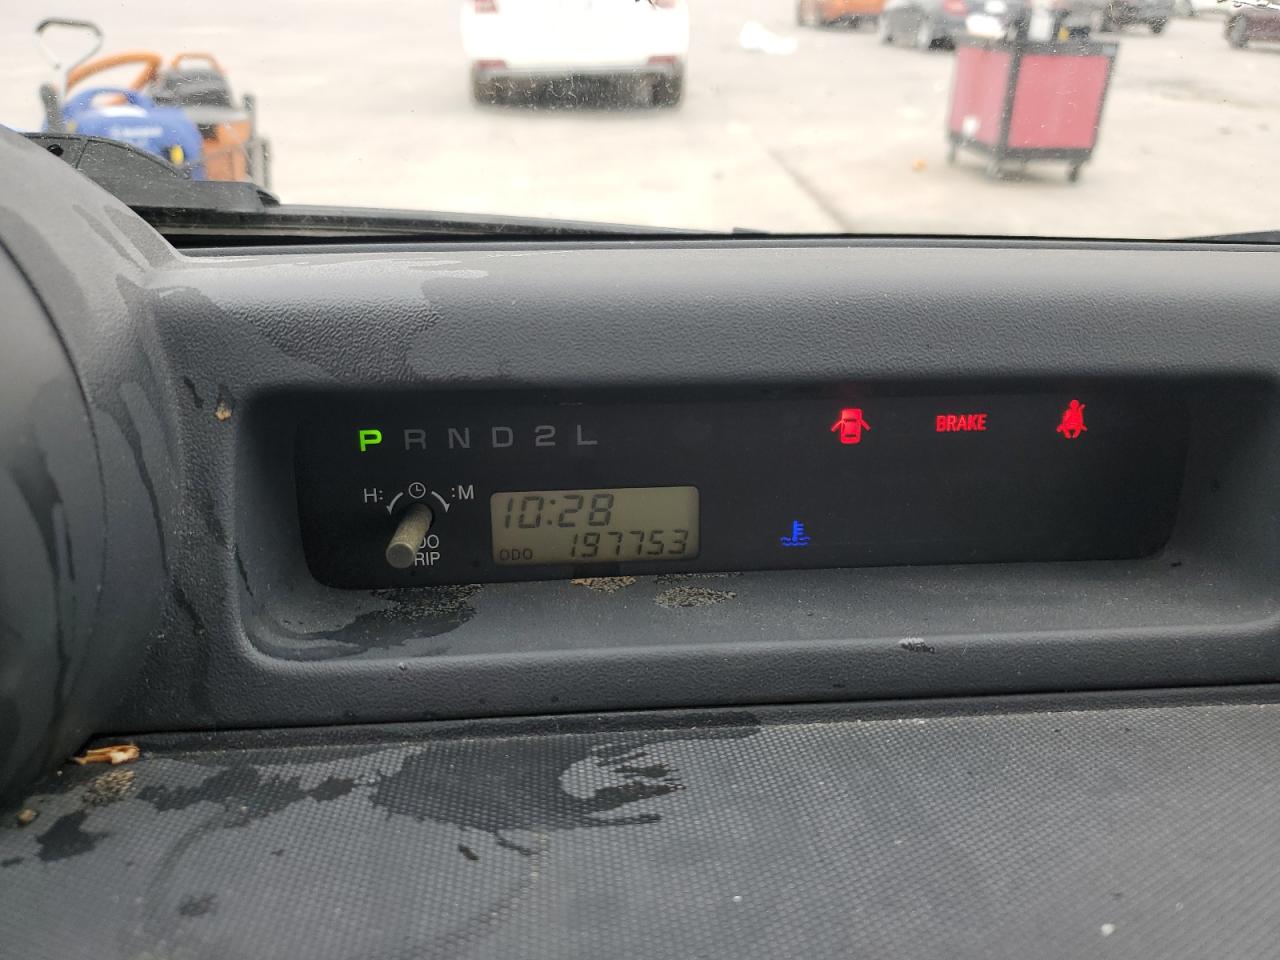 P R N D 2 L
BRAKE
H: :M
10:28
ODO 197753